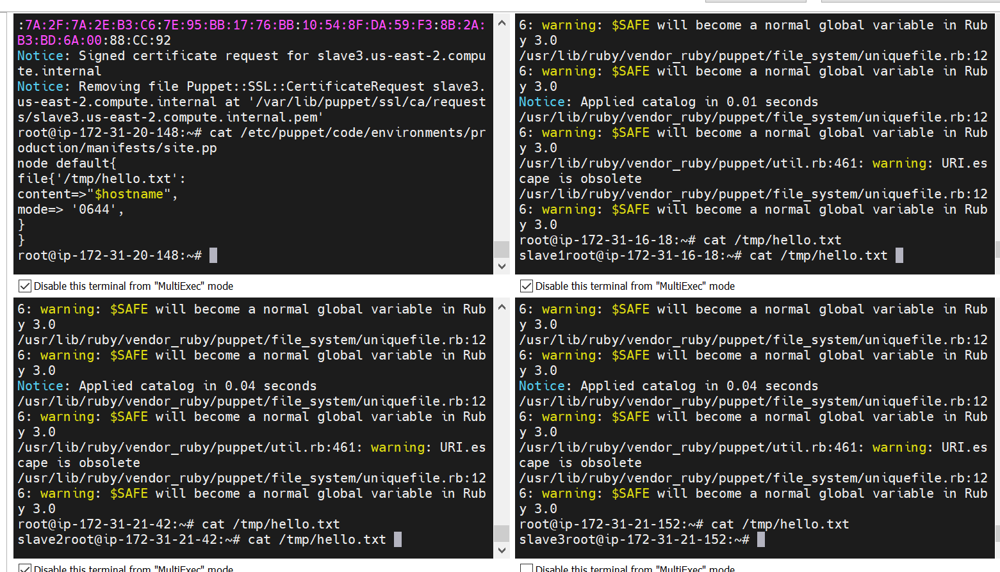 :7A:2F:7A:2E:B3:C6:7E:95:BB:17:76:BB:10:54:8F:DA:59:F3:8B:2A:
B3:BD:6A:00:88:CC:92
Notice: Signed certificate request for slave3.us-east-2.compu
te.internal
Notice: Removing file Puppet::SSL::CertificateRequest slave3.
us-east-2.compute.internal at '/var/lib/puppet/ssl/ca/request
s/slave3.us-east-2.compute.internal.pem'
root@ip-172-31-20-148:~# cat /etc/puppet/code/environments/pr
oduction/manifests/site.pp
node default{
file{'/tmp/hello.txt':
content=>"$hostname",
mode=> '0644',
}
}
root@ip-172-31-20-148:~#
Disable this terminal from "MultiExec" mode
6: warning: $SAFE will become a normal global variable in Rub
y 3.0
/usr/lib/ruby/vendor_ruby/puppet/file_system/uniquefile.rb:12
6: warning: $SAFE will become a normal global variable in Rub
y 3.0
Notice: Applied catalog in 0.01 seconds
/usr/lib/ruby/vendor_ruby/puppet/file_system/uniquefile.rb:12
6: warning: $SAFE will become a normal global variable in Rub
y 3.0
/usr/lib/ruby/vendor_ruby/puppet/util.rb:461: warning: URI.es
cape is obsolete
/usr/lib/ruby/vendor_ruby/puppet/file_system/uniquefile.rb:12
6: warning: $SAFE will become a normal global variable in Rub
y 3.0
root@ip-172-31-16-18:~# cat /tmp/hello.txt
slave1root@ip-172-31-16-18:~# cat /tmp/hello.txt
Disable this terminal from "MultiExec" mode
6: warning: $SAFE will become a normal global variable in Rub
y 3.0
/usr/lib/ruby/vendor_ruby/puppet/file_system/uniquefile.rb:12
6: warning: $SAFE will become a normal global variable in Rub
y 3.0
Notice: Applied catalog in 0.04 seconds
/usr/lib/ruby/vendor_ruby/puppet/file_system/uniquefile.rb:12
6: warning: $SAFE will become a normal global variable in Rub
y 3.0
/usr/lib/ruby/vendor_ruby/puppet/util.rb:461: warning: URI.es
cape is obsolete
/usr/lib/ruby/vendor_ruby/puppet/file_system/uniquefile.rb:12
6: warning: $SAFE will become a normal global variable in Rub
y 3.0
root@ip-172-31-21-42:~# cat /tmp/hello.txt
slave2root@ip-172-31-21-42:~# cat /tmp/hello.txt
Disable this terminal from "MultiExec" mode
6: warning: $SAFE will become a normal global variable in Rub
y 3.0
/usr/lib/ruby/vendor_ruby/puppet/file_system/uniquefile.rb:12
6: warning: $SAFE will become a normal global variable in Rub
y 3.0
Notice: Applied catalog in 0.04 seconds
/usr/lib/ruby/vendor_ruby/puppet/file_system/uniquefile.rb:12
6: warning: $SAFE will become a normal global variable in Rub
y 3.0
/usr/lib/ruby/vendor_ruby/puppet/util.rb:461: warning: URI.es
cape is obsolete
/usr/lib/ruby/vendor_ruby/puppet/file_system/uniquefile.rb:12
6: warning: $SAFE will become a normal global variable in Rub
y 3.0
root@ip-172-31-21-152:~# cat /tmp/hello.txt
slave3root@ip-172-31-21-152:~#
Disable this terminal from "MultiExec" mode